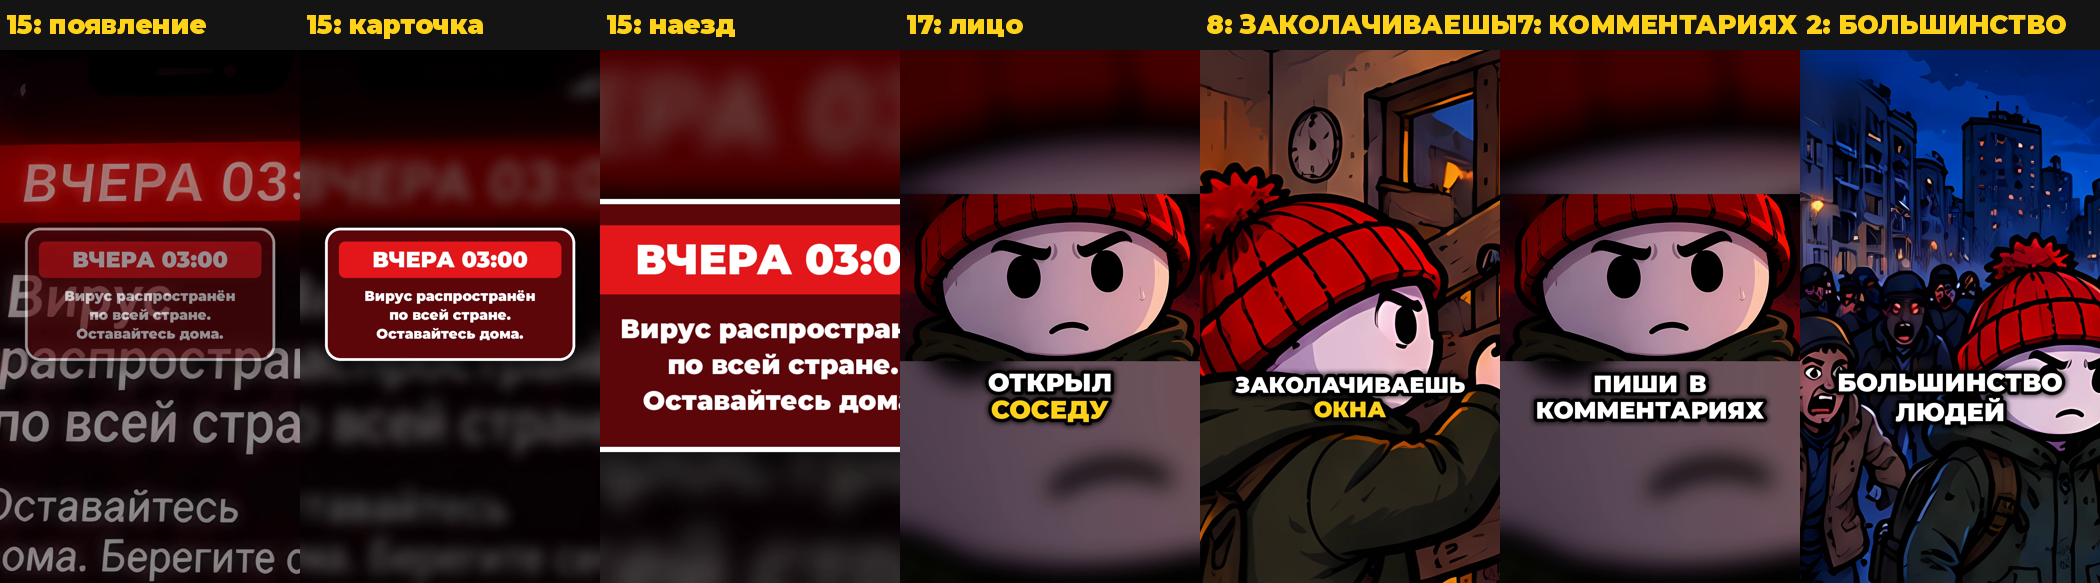 15: появление
ВЧЕРА 03:
ВЧЕРА 03:00
Вирус распространён
по всей стране.
Оставайтесь дома.
Вирус
распростран
по всей стра
Оставайтесь
ома. Берегите с
15: карточка
ВЧЕРА 03:00
Вирус распространён
по всей стране.
Оставайтесь дома.
15: наезд
ВЧЕРА 03:0
Вирус распростран
по всей стране.
Оставайтесь дом
17: лицо
ОТКРЫЛ
СОСЕДУ
8: ЗАКОЛАЧИВАЕШЬ
ЗАКОЛАЧИВАЕШЬ
ОКНА
17: КОММЕНТАРИЯХ
ПИШИ В
КОММЕНТАРИЯХ
2: БОЛЬШИНСТВО
БОЛЬШИНСТВО
ЛЮДЕЙ